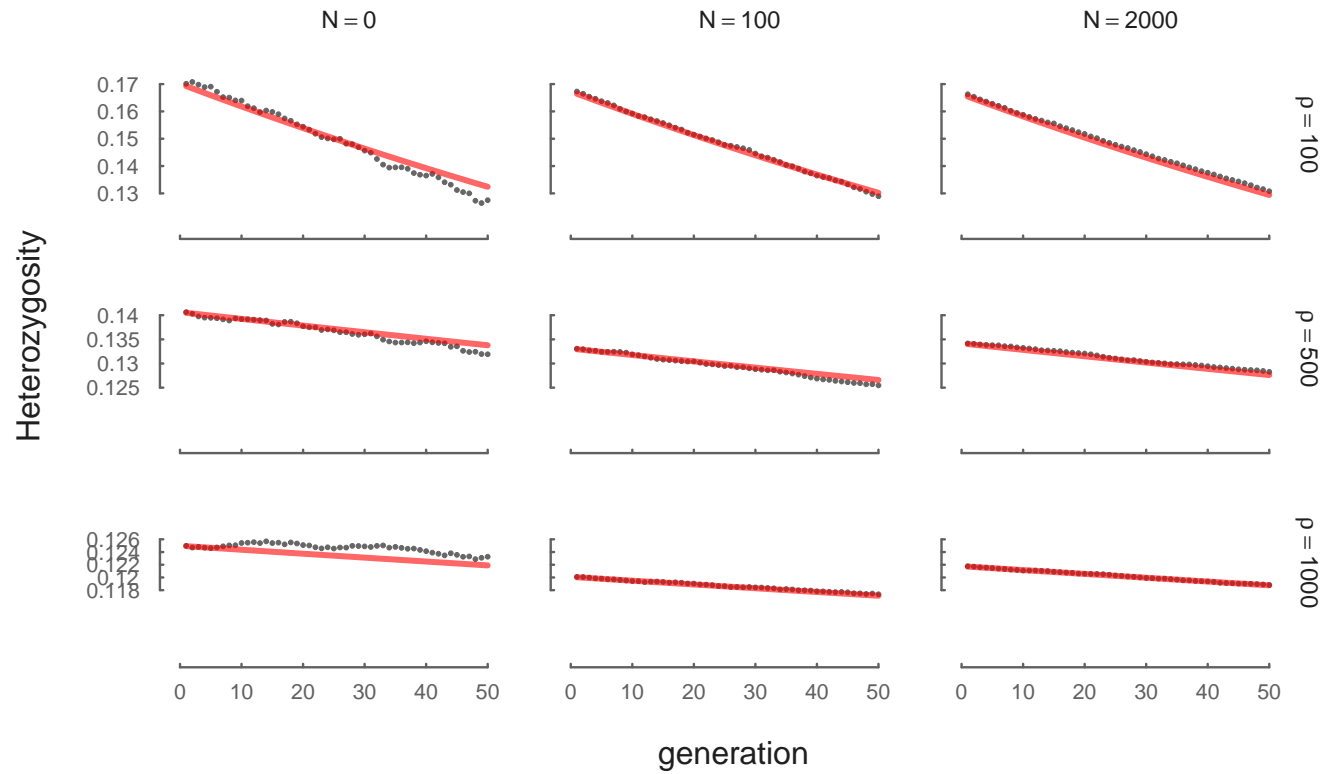 N = 0 N = 100 N = 2000
0.17
0.16
0.15
0.14
0.13
ρ = 100
Heterozygosity
0.14
0.135
0.13
0.125
ρ = 500
0.126
0.124
0.122
0.12
0.118
ρ = 1000
0 10 20 30 40 50 0 10 20 30 40 50 0 10 20 30 40 50
generation